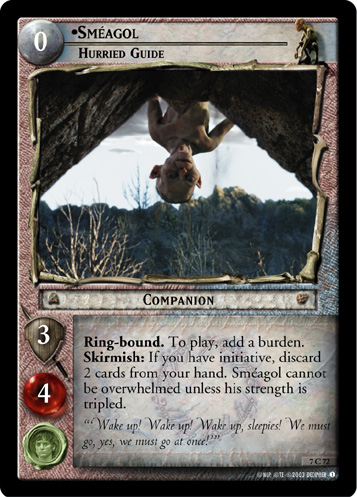 0
•Sméagol
Hurried Guide
Companion
3
4
Ring-bound. To play, add a burden.
Skirmish: If you have initiative, discard
2 cards from your hand. Sméagol cannot
be overwhelmed unless his strength is
tripled.
“‘Wake up! Wake up! Wake up, sleepies! We must
go, yes, we must go at once!’”
7 C 72